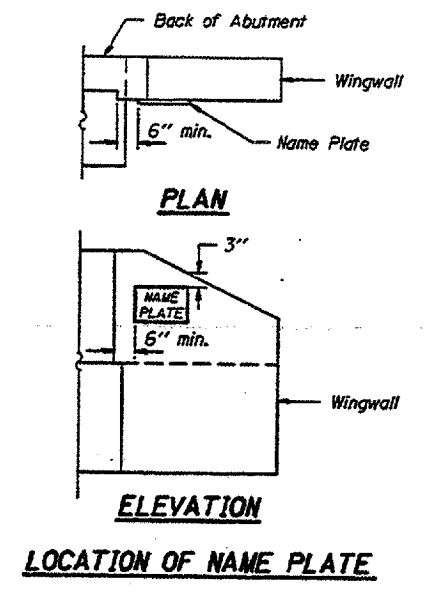 Back of Abutment
Wingwall
6" min.
Name Plate
PLAN
3"
NAME
PLATE
6" min.
Wingwall
ELEVATION
LOCATION OF NAME PLATE